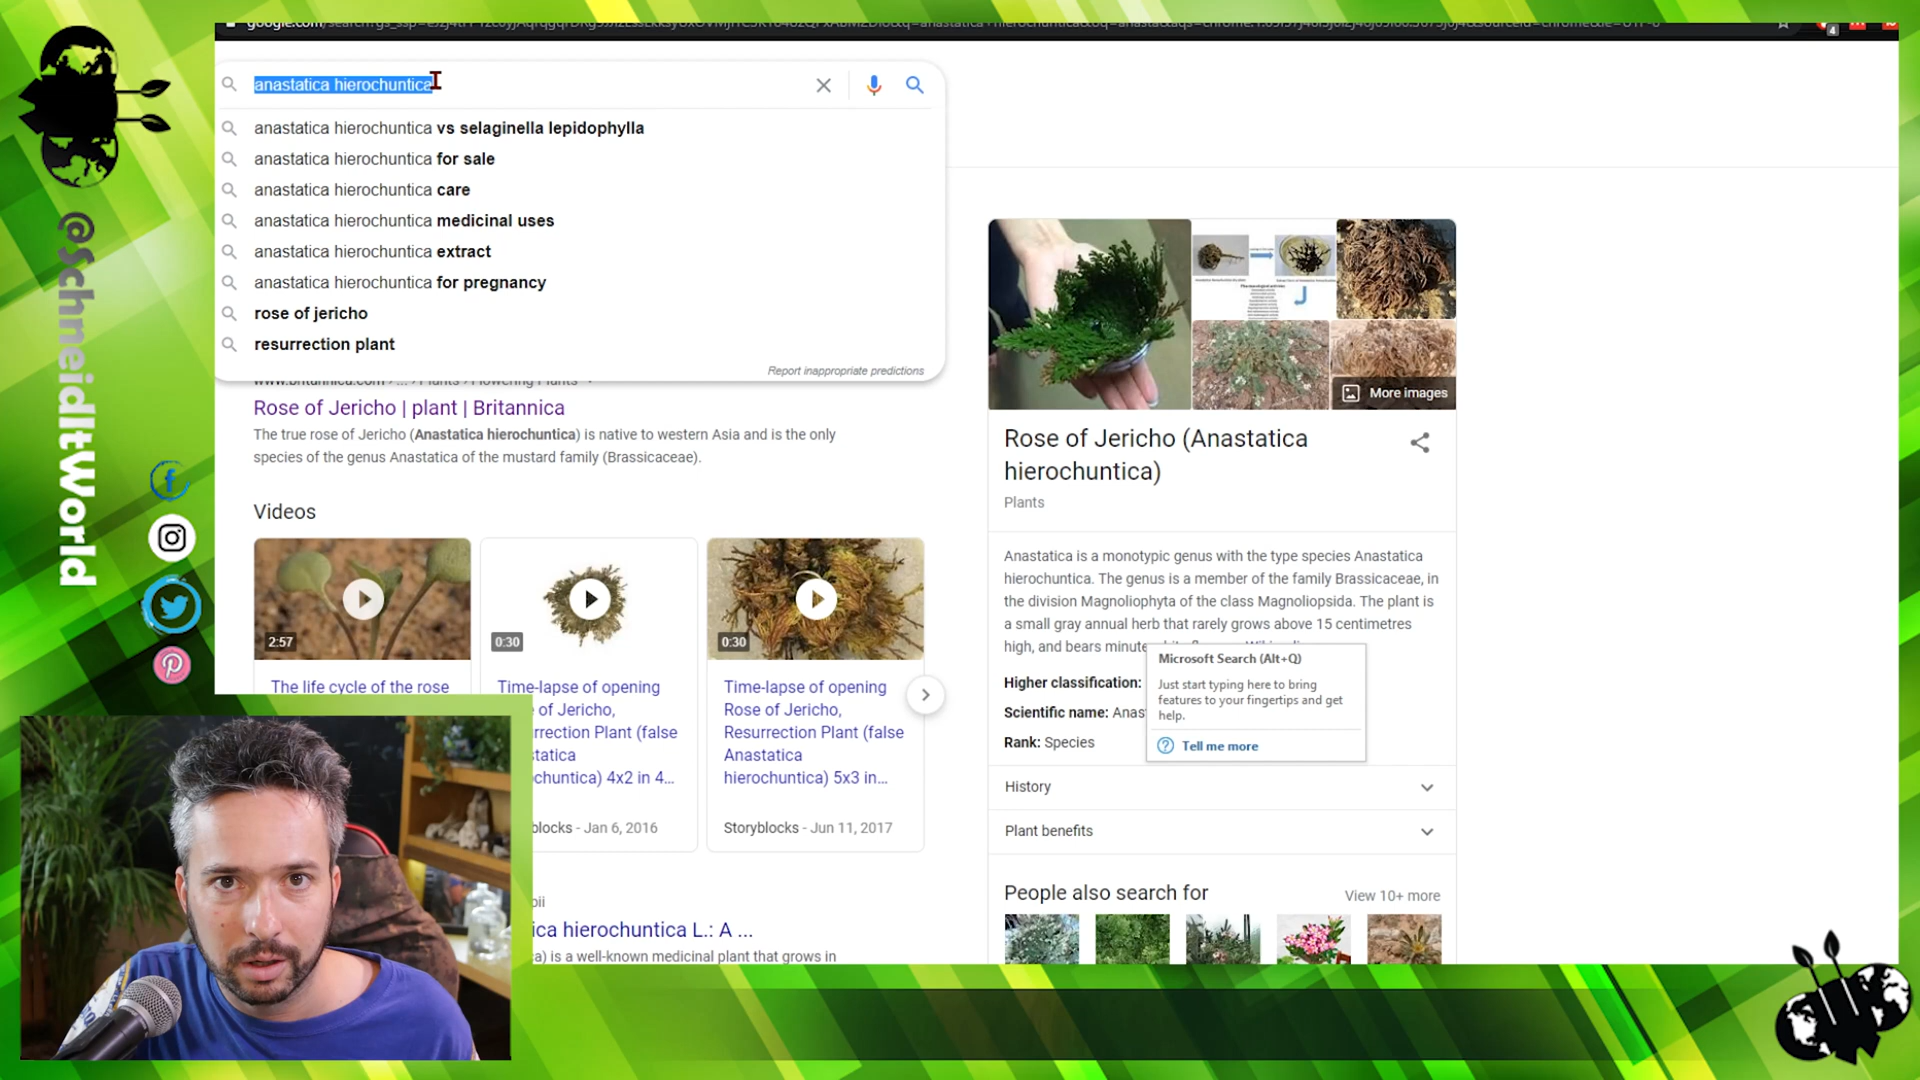 anastatica hierochuntica
anastatica hierochuntica vs selaginella lepidophylla
anastatica hierochuntica for sale
anastatica hierochuntica care
anastatica hierochuntica medicinal uses
anastatica hierochuntica extract
anastatica hierochuntica for pregnancy
rose of jericho
resurrection plant
Report inappropriate predictions
Rose of Jericho | plant | Britannica
The true rose of Jericho (Anastatica hierochuntica) is native to western Asia and is the only
species of the genus Anastatica of the mustard family (Brassicaceae).
Videos
2:57
0:30
0:30
The life cycle of the rose
Time-lapse of opening
of Jericho,
rrection Plant (false
statica
ochuntica) 4x2 in 4...
blocks - Jan 6, 2016
Time-lapse of opening
Rose of Jericho,
Resurrection Plant (false
Anastatica
hierochuntica) 5x3 in...
Storyblocks - Jun 11, 2017
ica hierochuntica L.: A ...
a) is a well-known medicinal plant that grows in
More images
Rose of Jericho (Anastatica
hierochuntica)
Plants
Anastatica is a monotypic genus with the type species Anastatica
hierochuntica. The genus is a member of the family Brassicaceae, in
the division Magnoliophyta of the class Magnoliopsida. The plant is
a small gray annual herb that rarely grows above 15 centimetres
high, and bears minute
Higher classification:
Scientific name: Anas
Rank: Species
Microsoft Search (Alt+Q)
Just start typing here to bring
features to your fingertips and get
help.
Tell me more
History
Plant benefits
People also search for
View 10+ more
@SchneidItWorld
4